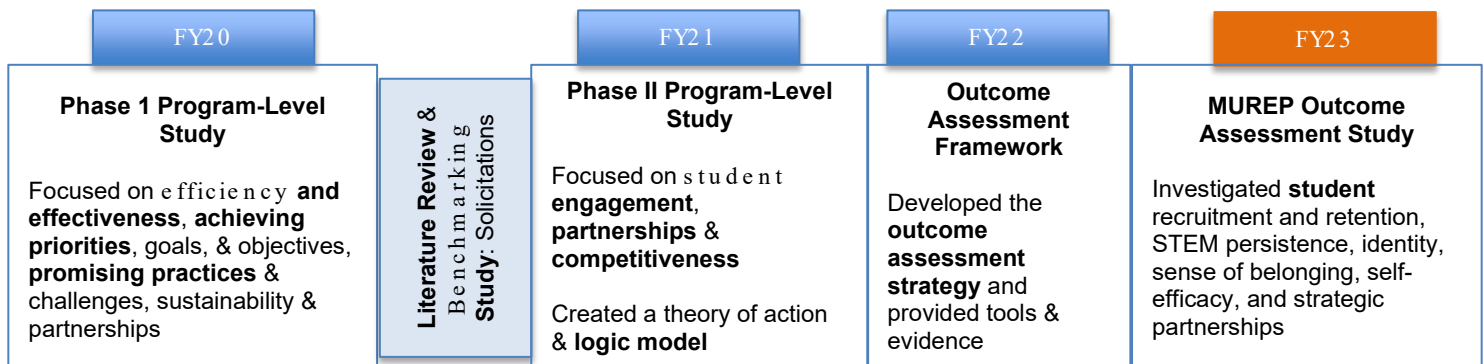 FY20
Phase 1 Program-Level
Study
Focused on efficiency and
effectiveness, achieving
priorities, goals, & objectives,
promising practices &
challenges, sustainability &
partnerships
Literature Review &
Benchmarking
Study: Solicitations
FY21
Phase II Program-Level
Study
Focused on student
engagement,
partnerships &
competitiveness
Created a theory of action
& logic model
FY22
Outcome
Assessment
Framework
Developed the
outcome
assessment
strategy and
provided tools &
evidence
FY23
MUREP Outcome
Assessment Study
Investigated student
recruitment and retention,
STEM persistence, identity,
sense of belonging, self-
efficacy, and strategic
partnerships